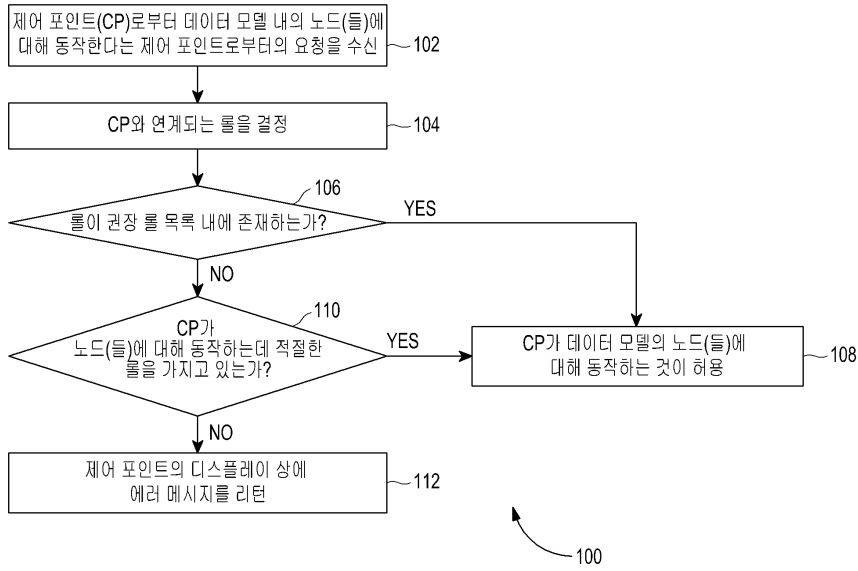 제어 포인트(CP)로부터 데이터 모델 내의 노드(들)에
대해 동작한다는 제어 포인트로부터의 요청을 수신
102
CP와 연계되는 롤을 결정
104
106
롤이 권장 롤 목록 내에 존재하는가?
YES
NO
110
CP가
노드(들)에 대해 동작하는데 적절한
롤을 가지고 있는가?
YES
CP가 데이터 모델의 노드(들)에
대해 동작하는 것이 허용
108
NO
제어 포인트의 디스플레이 상에
에러 메시지를 리턴
112
100